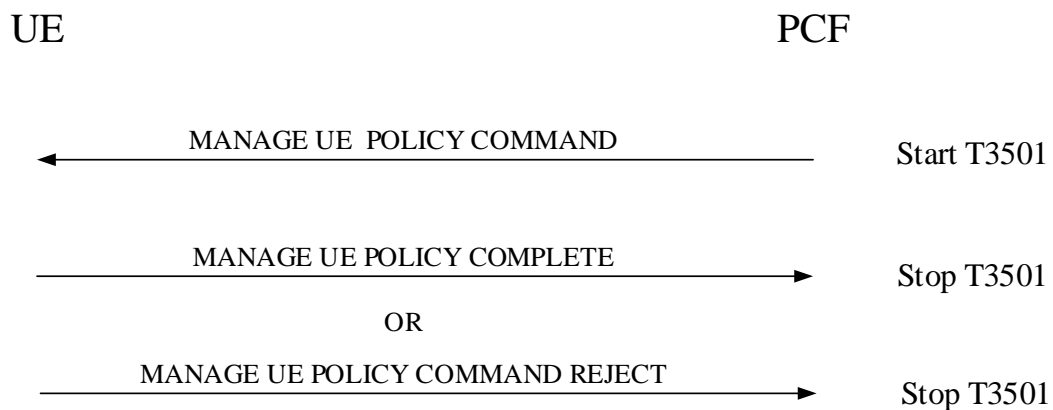 UE
PCF
MANAGE UE POLICY COMMAND
Start T3501
MANAGE UE POLICY COMPLETE
Stop T3501
OR
MANAGE UE POLICY COMMAND REJECT
Stop T3501